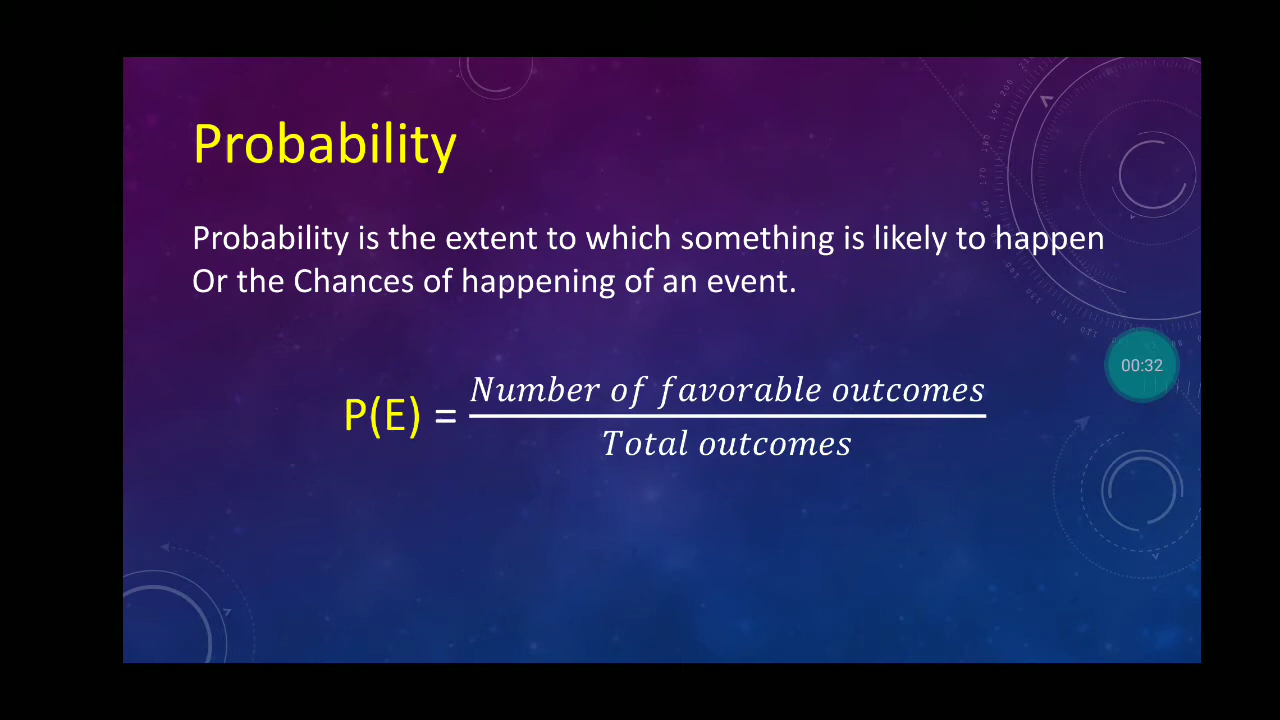 Probability
Probability is the extent to which something is likely to happen
Or the Chances of happening of an event.
P(E) = Number of favorable outcomes
Total outcomes
00:32